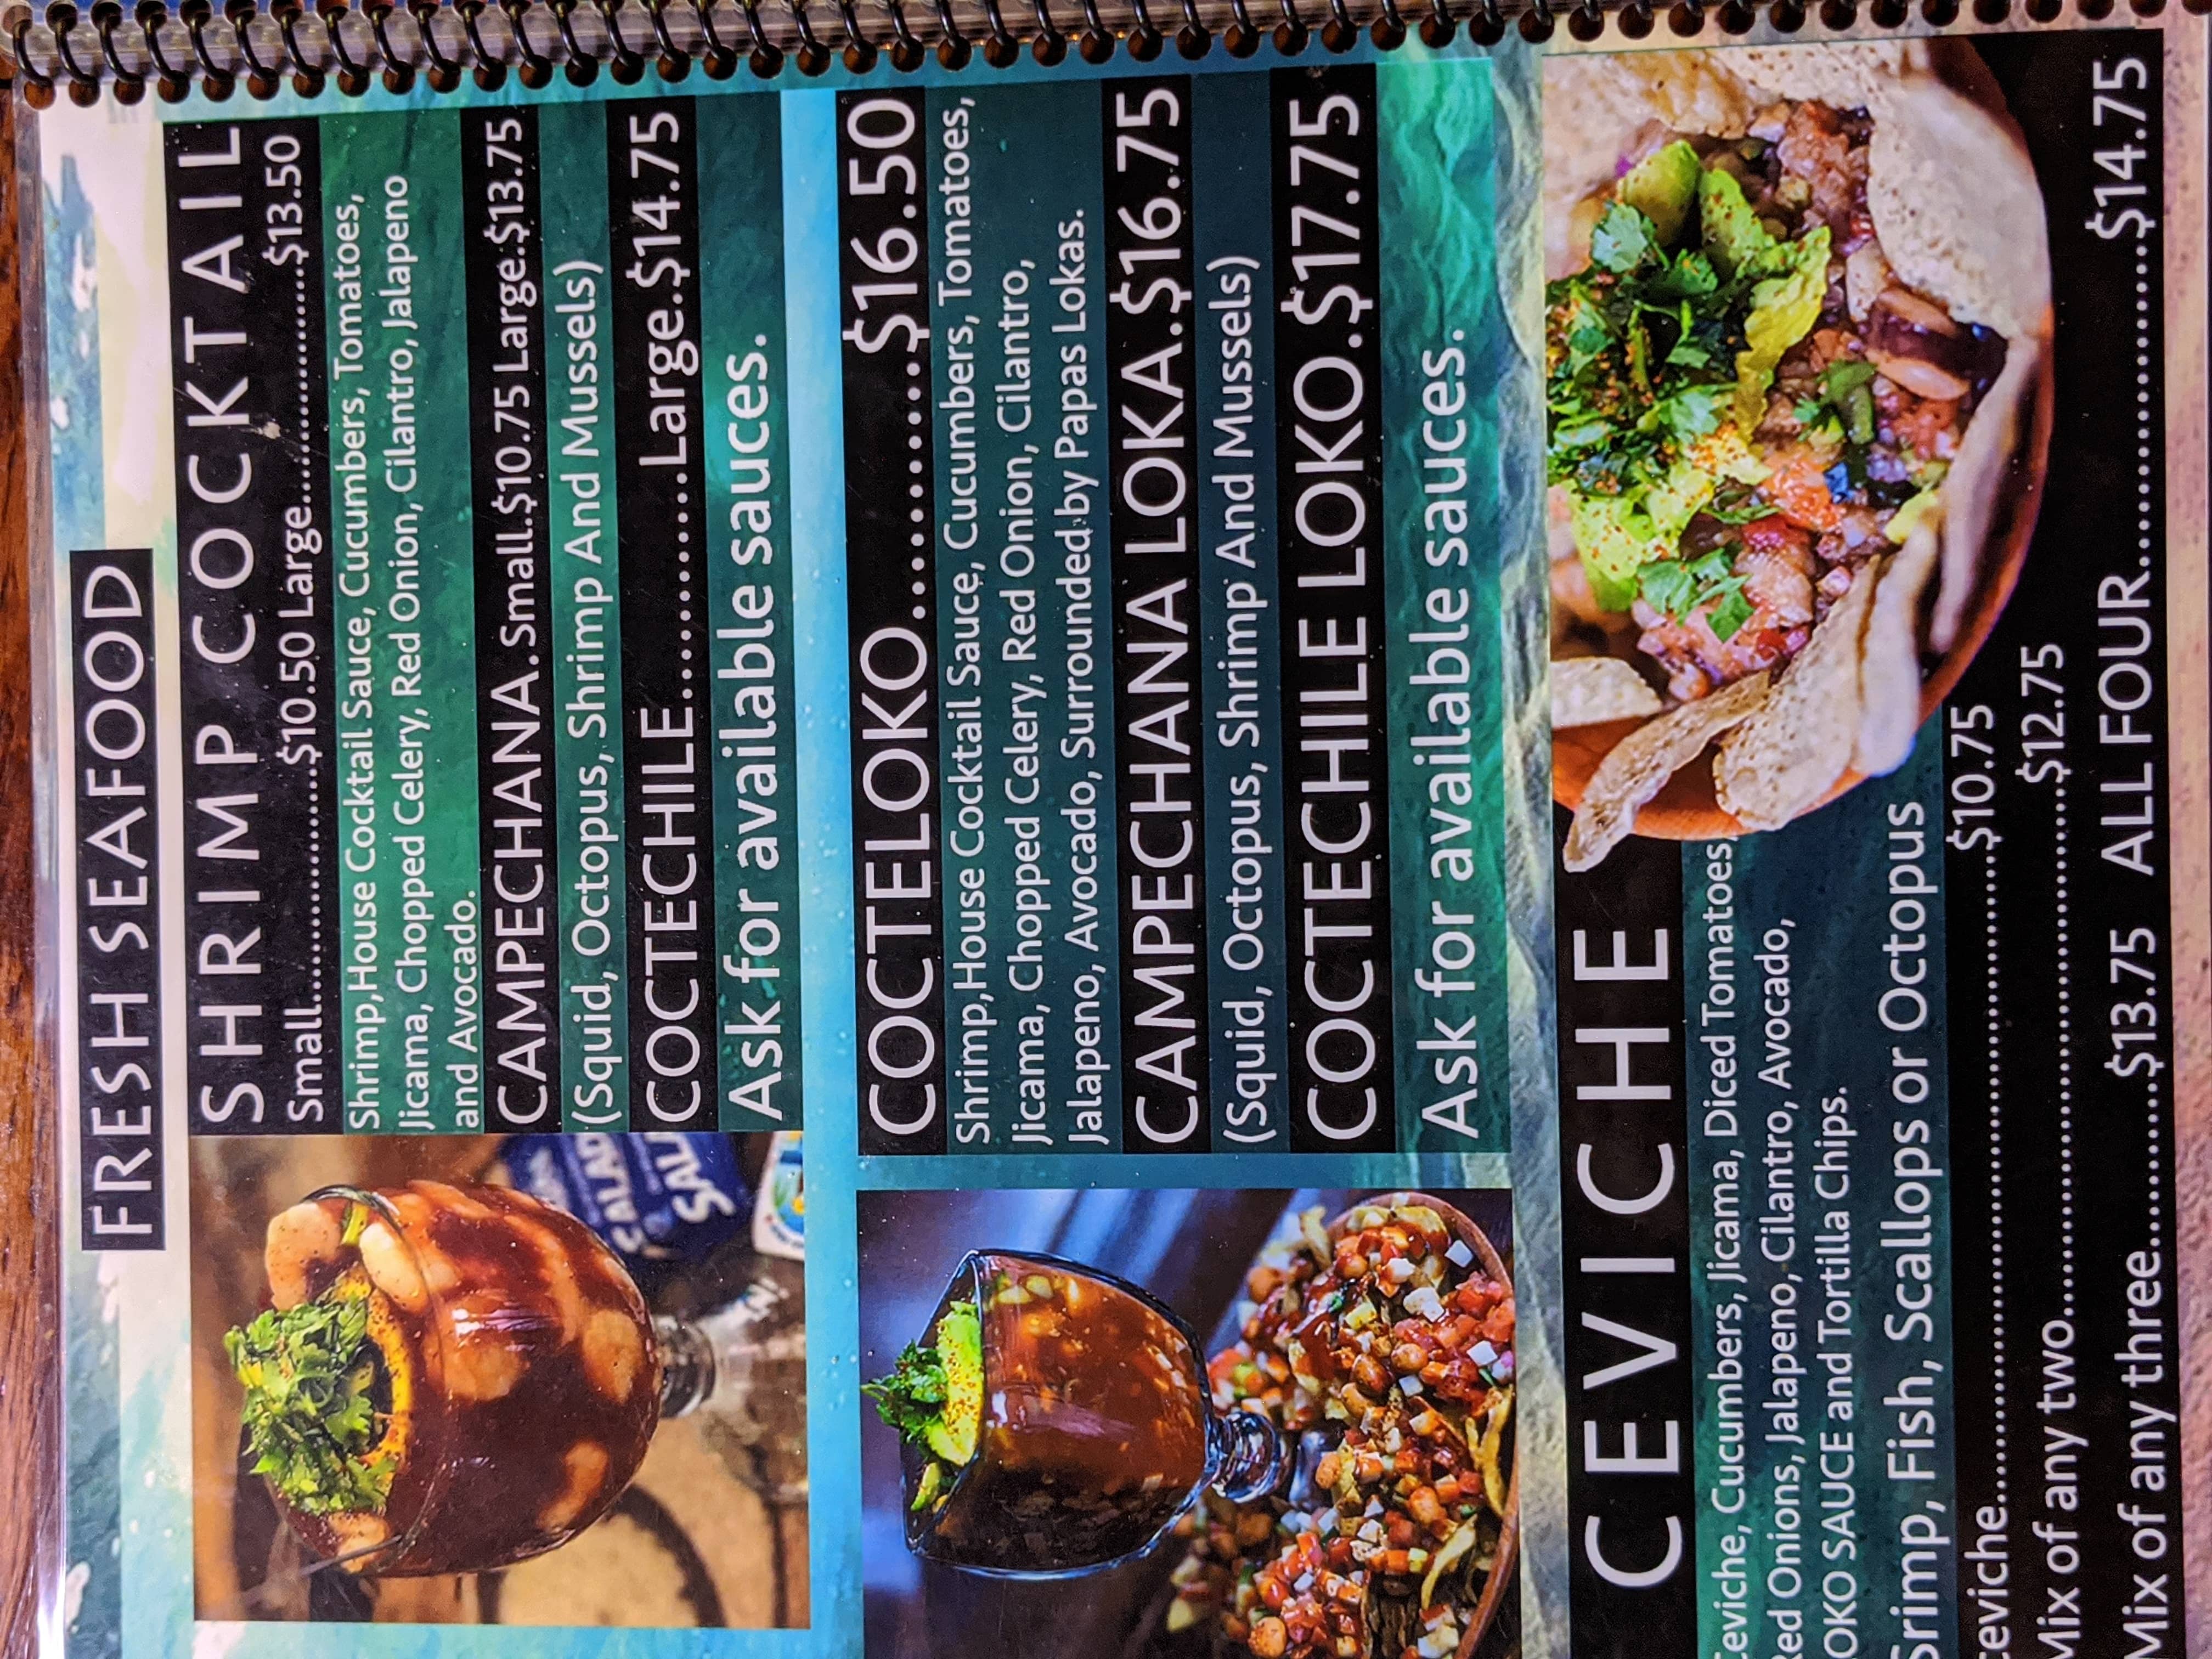 FRESH SEAFOOD
SHRIMP COCKTAIL
Small..................$10.50 Large......................$13.50
Shrimp,House Cocktail Sauce, Cucumbers, Tomatoes,
Jicama, Chopped Celery, Red Onion, Cilantro, Jalapeno
and Avocado.
CAMPECHANA.Small.$10.75 Large.$13.75
(Squid, Octopus, Shrimp And Mussels)
COCTECHILE...............Large.$14.75
Ask for available sauces.
COCTELOKO..............$16.50
Shrimp,House Cocktail Sauce, Cucumbers, Tomatoes,
Jicama, Chopped Celery, Red Onion, Cilantro,
Jalapeno, Avocado, Surrounded by Papas Lokas.
CAMPECHANA LOKA.$16.75
(Squid, Octopus, Shrimp And Mussels)
COCTECHILE LOKO.$17.75
Ask for available sauces.
CEVICHE
Ceviche, Cucumbers, Jicama, Diced Tomatoes,
Red Onions, Jalapeno, Cilantro, Avocado,
OKO SAUCE and Tortilla Chips.
Srimp, Fish, Scallops or Octopus
ceviche..........................................$10.75
Mix of any two...................................$12.75
Mix of any three..........$13.75 ALL FOUR....................$14.75
SALAD
SAL